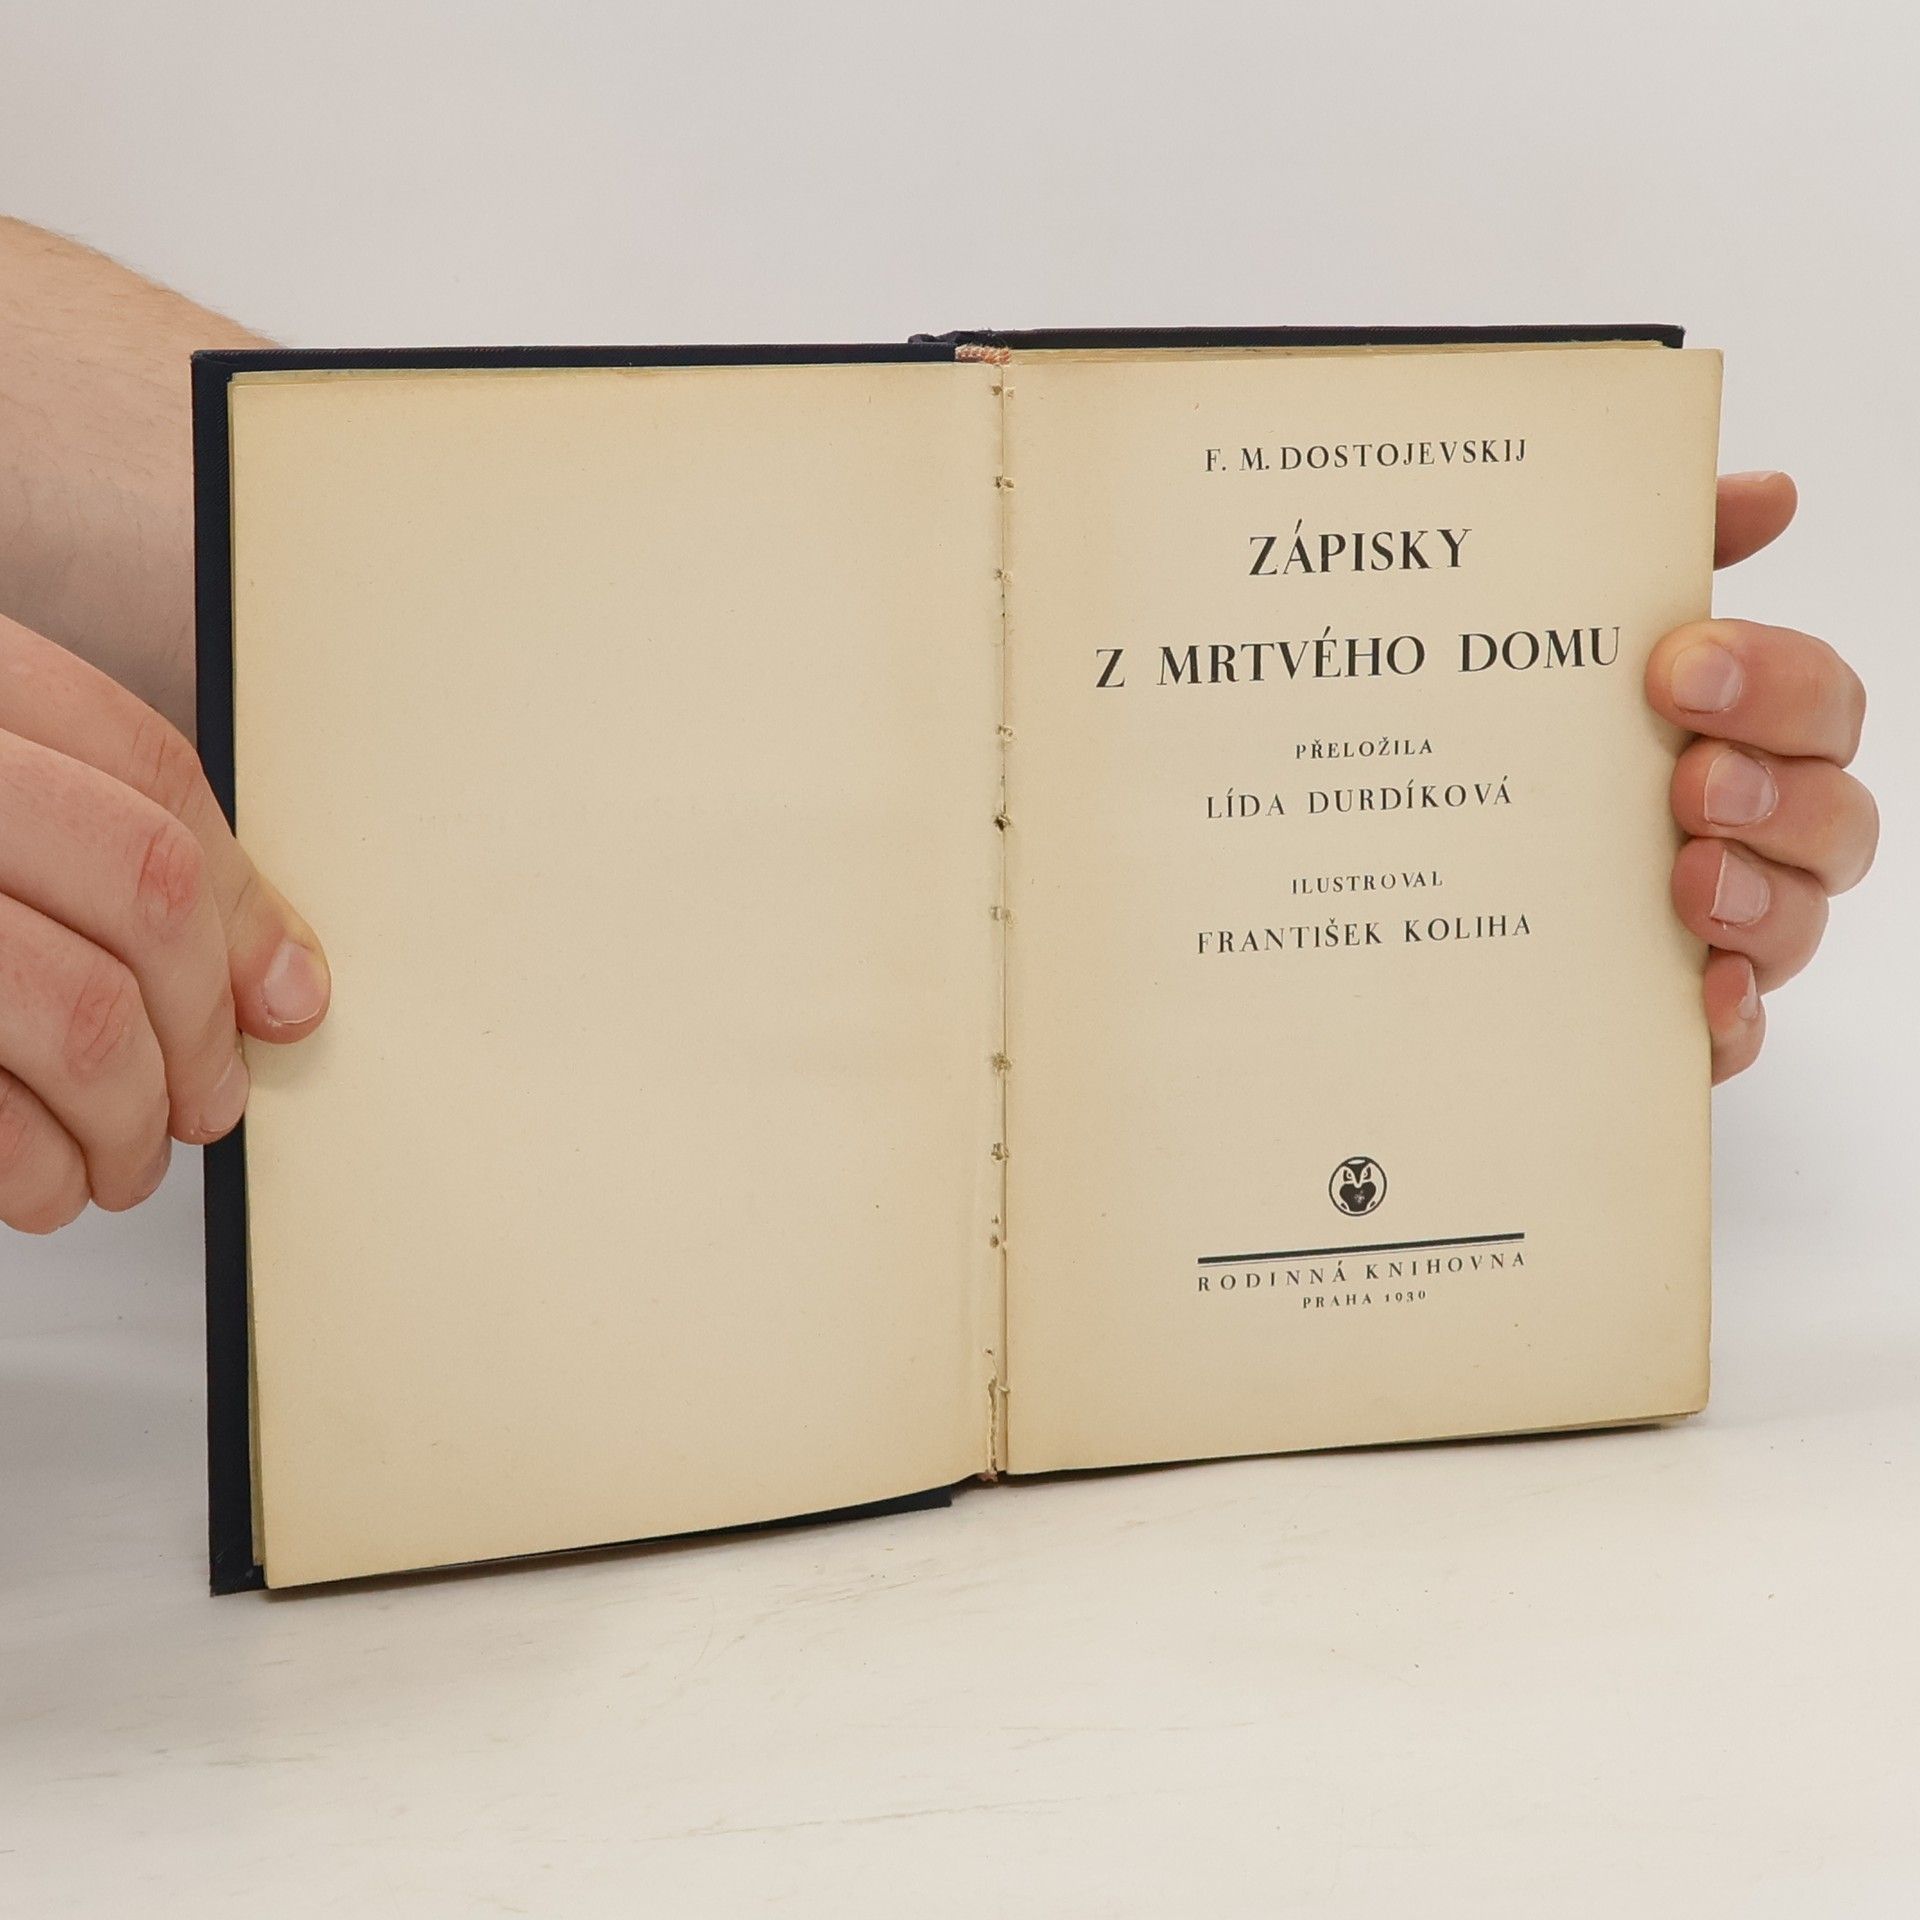 F. M. DOSTOJEVSKIJ
ZÁPISKY
Z MRTVÉHO DOMU
PŘELOŽILA
LÍDA DURDÍKOVÁ
ILUSTROVAL
FRANTIŠEK KOLIHA
RODINNÁ KNIHOVNA
PRAHA 1930